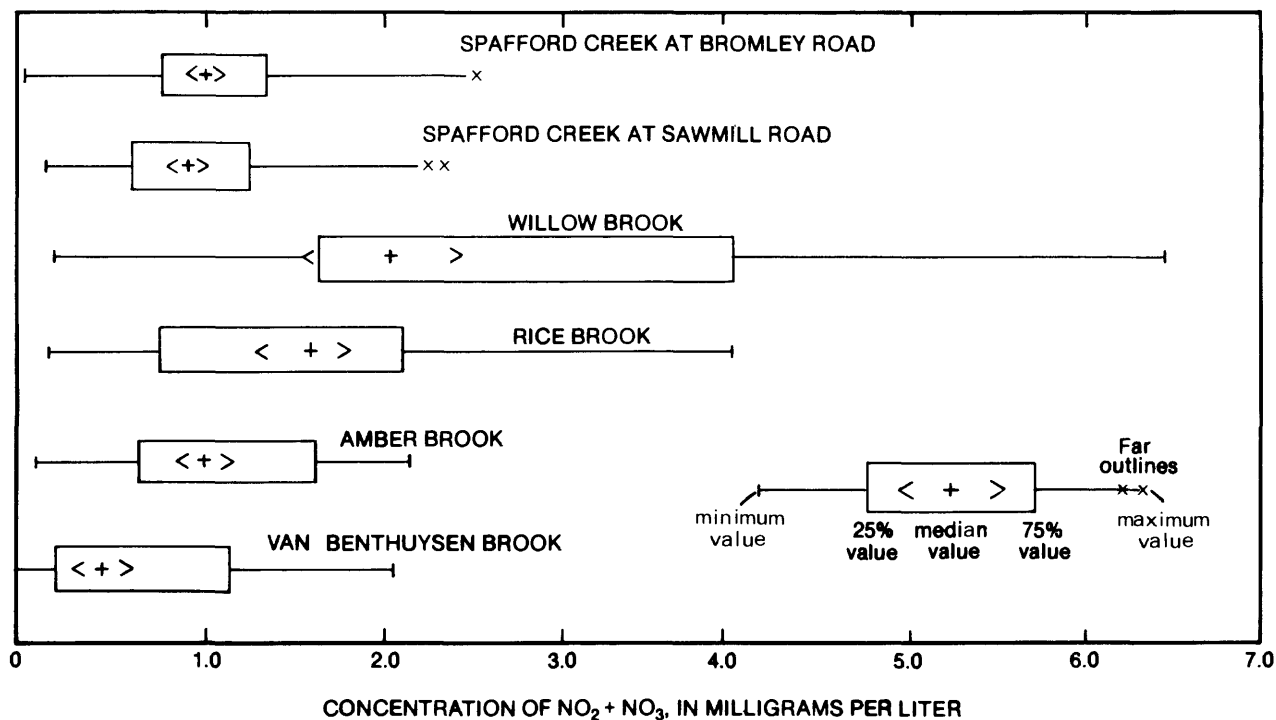 SPAFFORD CREEK AT BROMLEY ROAD
SPAFFORD CREEK AT SAWMILL ROAD
WILLOW BROOK
RICE BROOK
AMBER BROOK
VAN BENTHUYSEN BROOK
Far
outlines
minimum
value
25%
value
median
value
75%
value
maximum
value
0 1.0 2.0 3.0 4.0 5.0 6.0 7.0
CONCENTRATION OF NO₂ + NO₃, IN MILLIGRAMS PER LITER